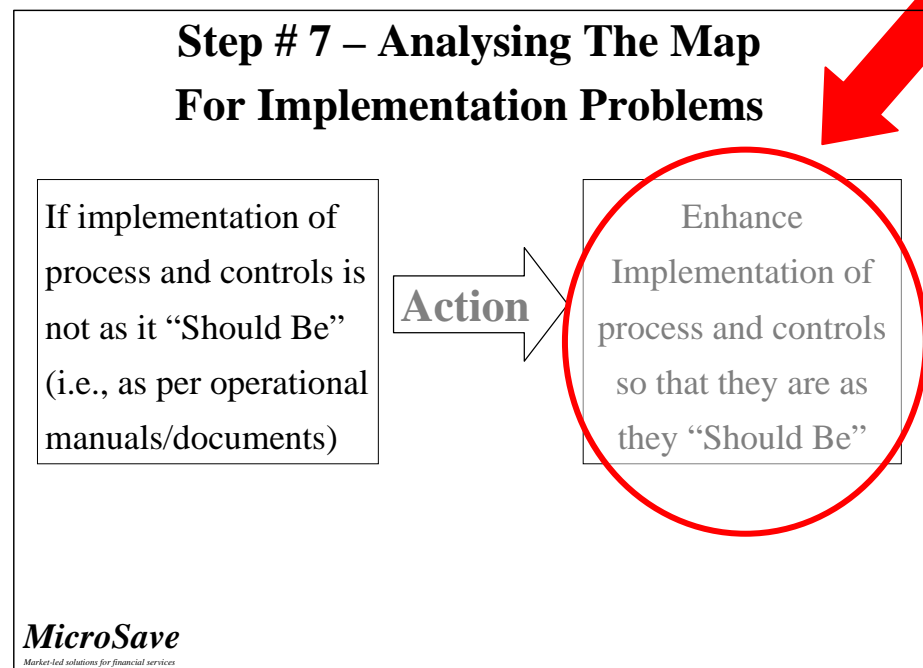 Step # 7 – Analysing The Map
For Implementation Problems
If implementation of
process and controls is
not as it “Should Be”
(i.e., as per operational
manuals/documents)
Action
Enhance
Implementation of
process and controls
so that they are as
they “Should Be”
MicroSave
Market-led solutions for financial services